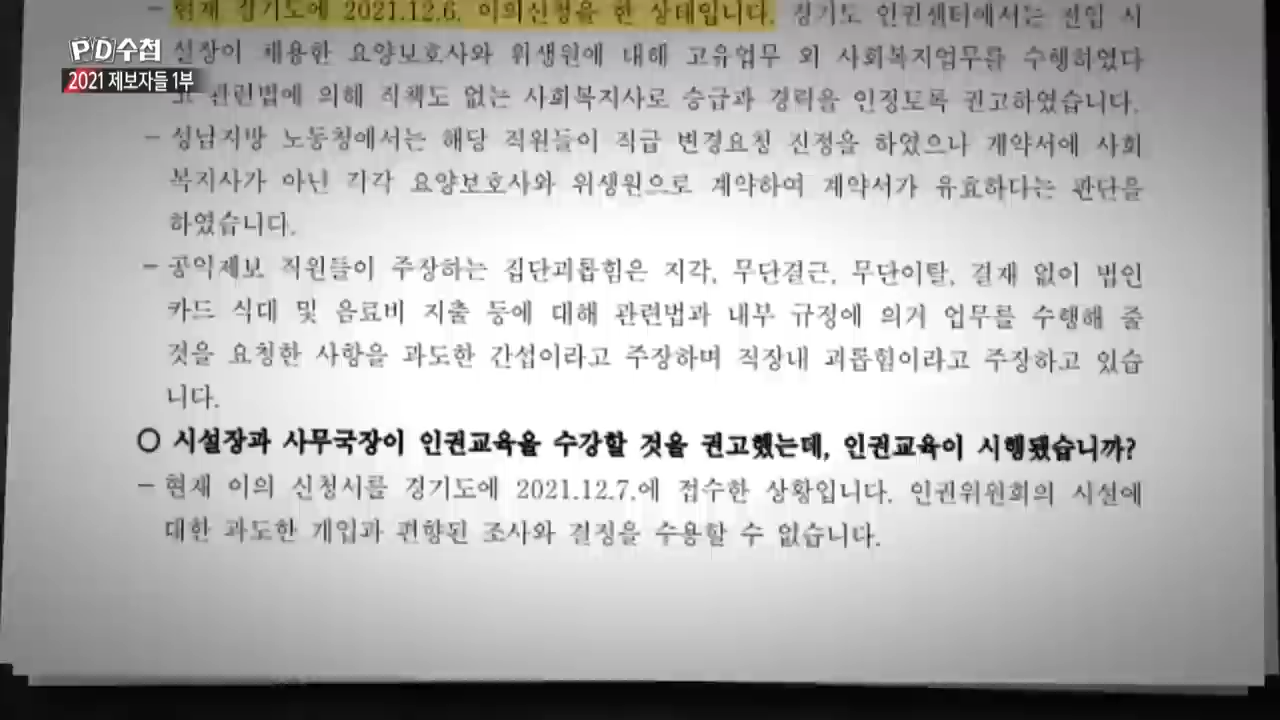 현재 경기도에 2021.12.6. 이의신청을 한 상태입니다. 경기도 인권센터에서는 전임 시
PD수첩
설장이 채용한 요양보호사와 위생원에 대해 고유업무 외 사회복지업무를 수행하였다
2021 제보자들 1부
고 관련법에 의해 직책도 없는 사회복지사로 승급과 경력을 인정토록 권고하였습니다.
- 성남지방 노동청에서는 해당 직원들이 직급 변경요청 진정을 하였으나 계약서에 사회
복지사가 아닌 각각 요양보호사와 위생원으로 계약하여 계약서가 유효하다는 판단을
하였습니다.
- 공익제보 직원들이 주장하는 집단괴롭힘은 지각, 무단결근, 무단이탈, 결재 없이 법인
카드 식대 및 음료비 지출 등에 대해 관련법과 내부 규정에 의거 업무를 수행해 줄
것을 요청한 사항을 과도한 간섭이라고 주장하며 직장내 괴롭힘이라고 주장하고 있습
니다.
○ 시설장과 사무국장이 인권교육을 수강할 것을 권고했는데, 인권교육이 시행됐습니까?
- 현재 이의 신청서를 경기도에 2021.12.7.에 접수한 상황입니다. 인권위원회의 시설에
대한 과도한 개입과 편향된 조사와 결정을 수용할 수 없습니다.